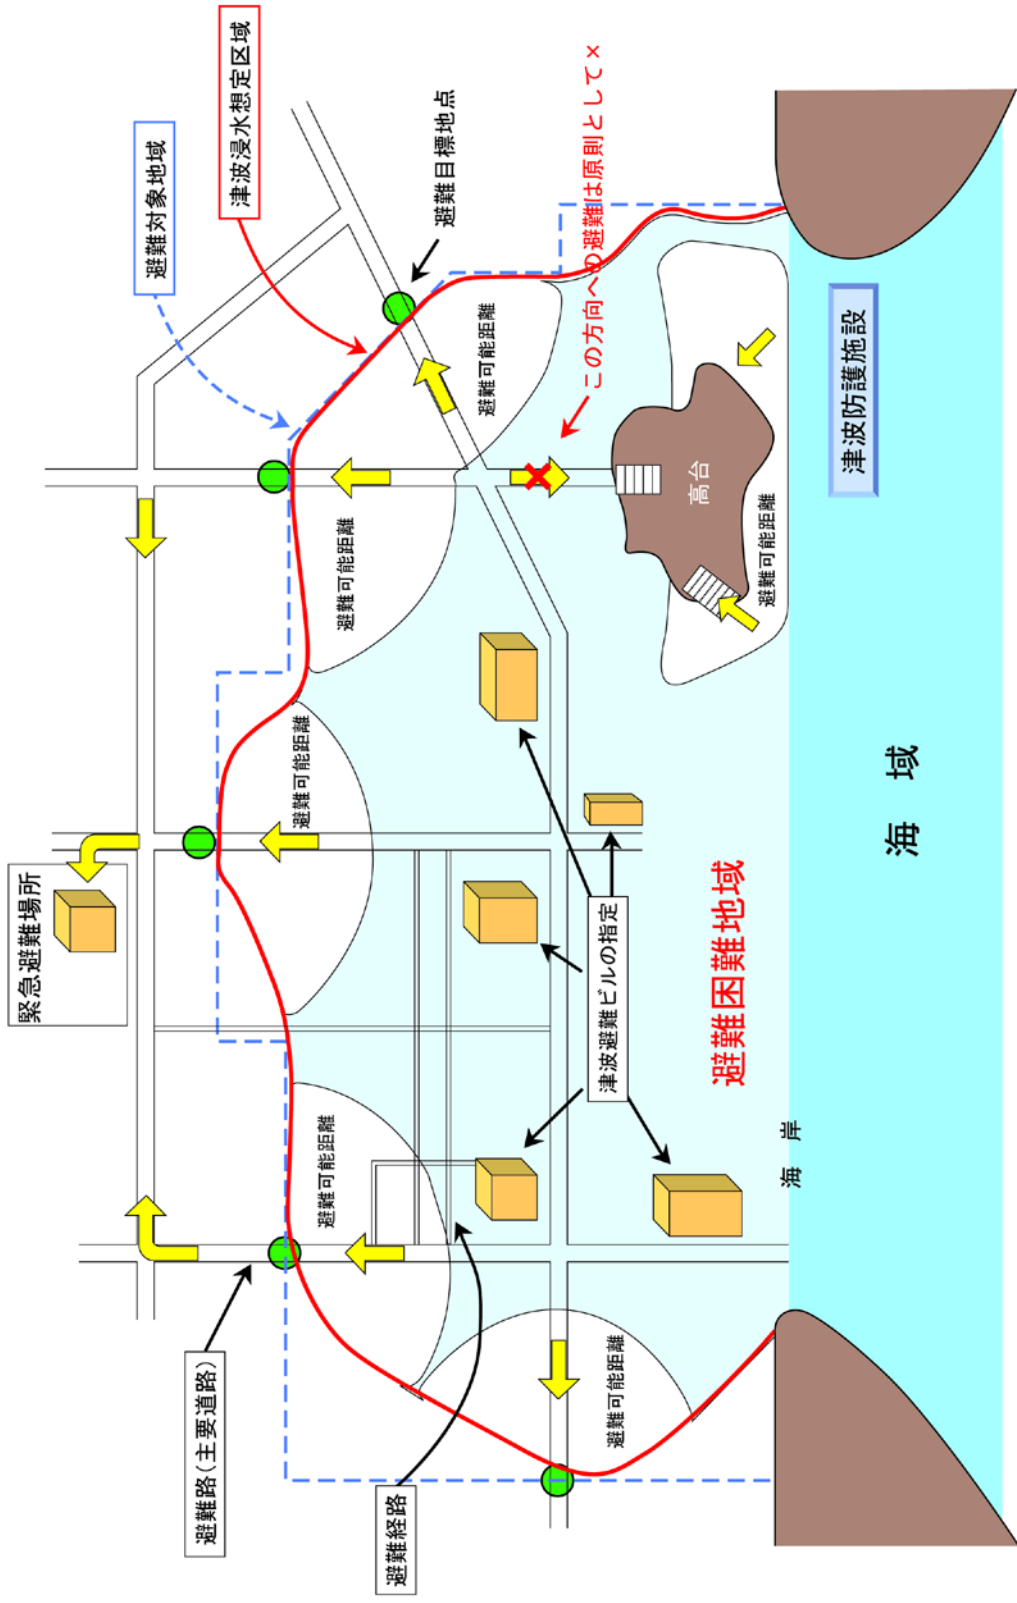 緊急避難場所
避難対象地域
津波浸水想定区域
避難目標地点
避難路(主要道路)
避難経路
避難可能距離
避難可能距離
避難可能距離
避難可能距離
避難可能距離
この方向への避難は原則として×
高台
避難可能距離
津波避難ビルの指定
避難困難地域
津波防護施設
海 岸
海 域